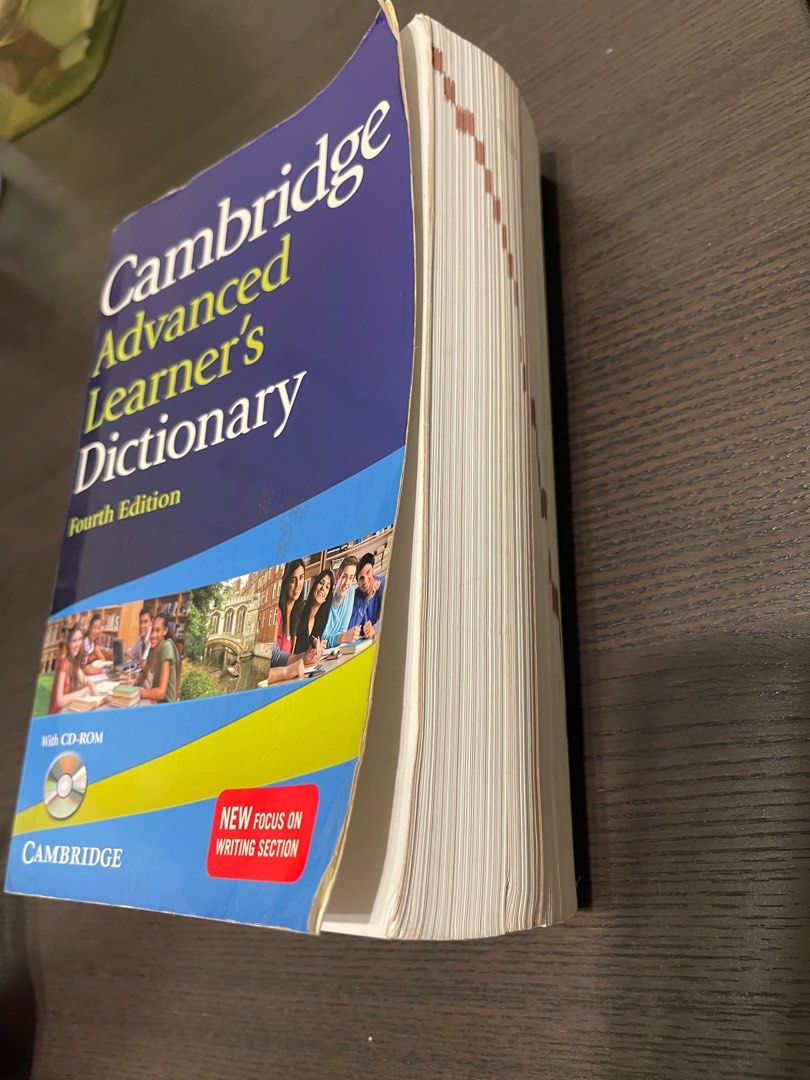 Cambridge
Advanced
Learner's
Dictionary
Fourth Edition
With CD-ROM
CAMBRIDGE
NEW FOCUS ON
WRITING SECTION